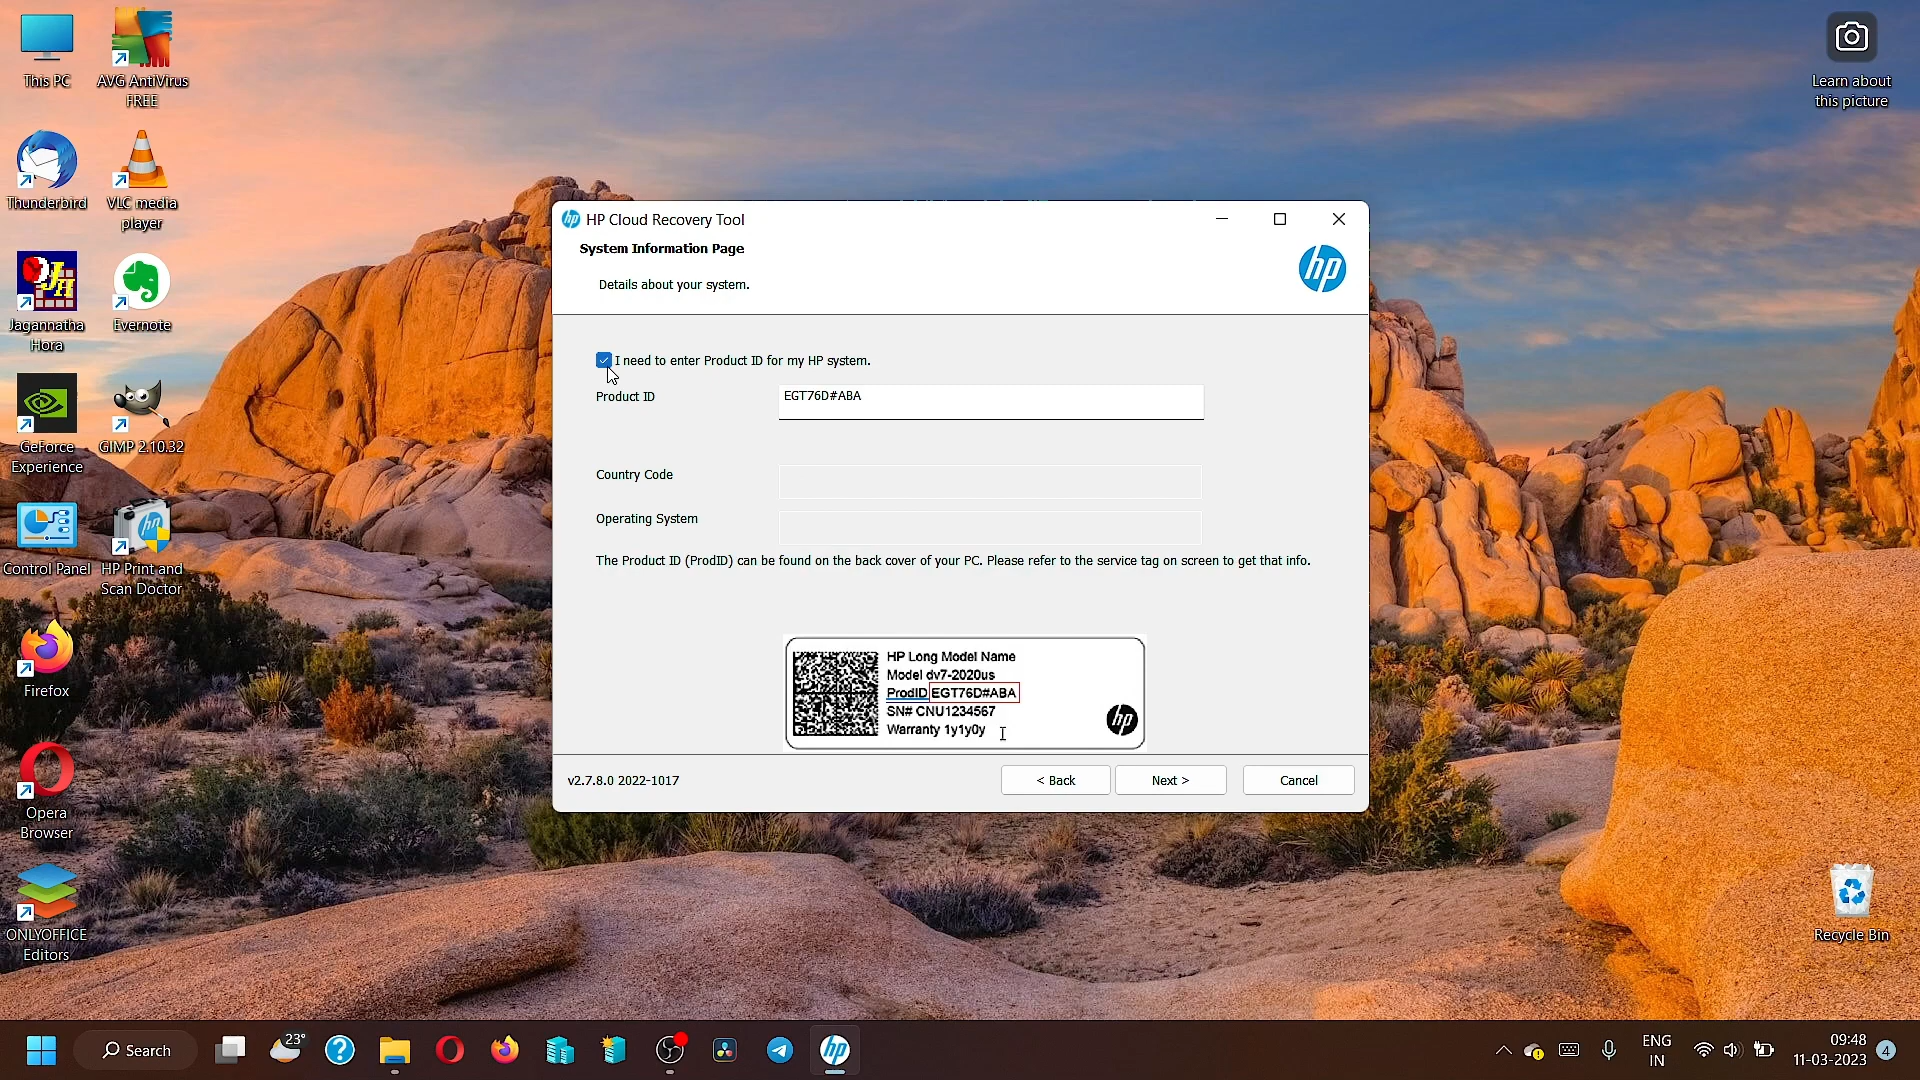 This PC
AVG AntiVirus
FREE
Thunderbird
VLC media
player
Jagannatha
Hora
Evernote
GeForce
Experience
GIMP 2.10.32
Control Panel
HP Print and
Scan Doctor
Firefox
Opera
Browser
ONLYOFFICE
Editors
Learn about
this picture
Recycle Bin
HP Cloud Recovery Tool
System Information Page
Details about your system.
hp
I need to enter Product ID for my HP system.
Product ID
EGT76D#ABA
Country Code
Operating System
The Product ID (ProdID) can be found on the back cover of your PC. Please refer to the service tag on screen to get that info.
HP Long Model Name
Model dv7-2020us
ProdID EGT76D#ABA
SN# CNU1234567
Warranty 1y1y0y
hp
v2.7.8.0 2022-1017
< Back
Next >
Cancel
Search
23°
hp
ENG
IN
09:48
11-03-2023
4